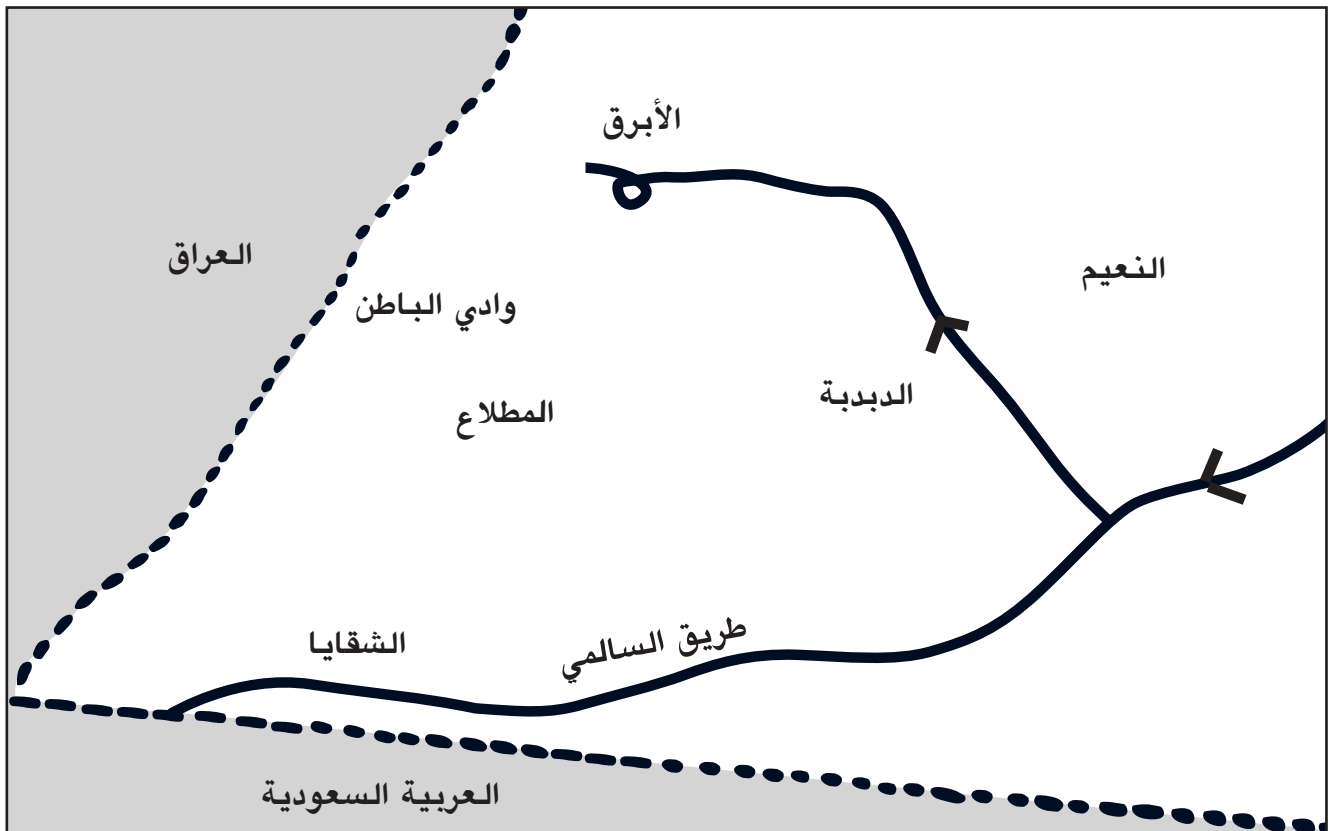 الأبرق
العراق
النعيم
وادي الباطن
الدبدبة
المطلاع
الشقايا
طريق السالمي
العربية السعودية